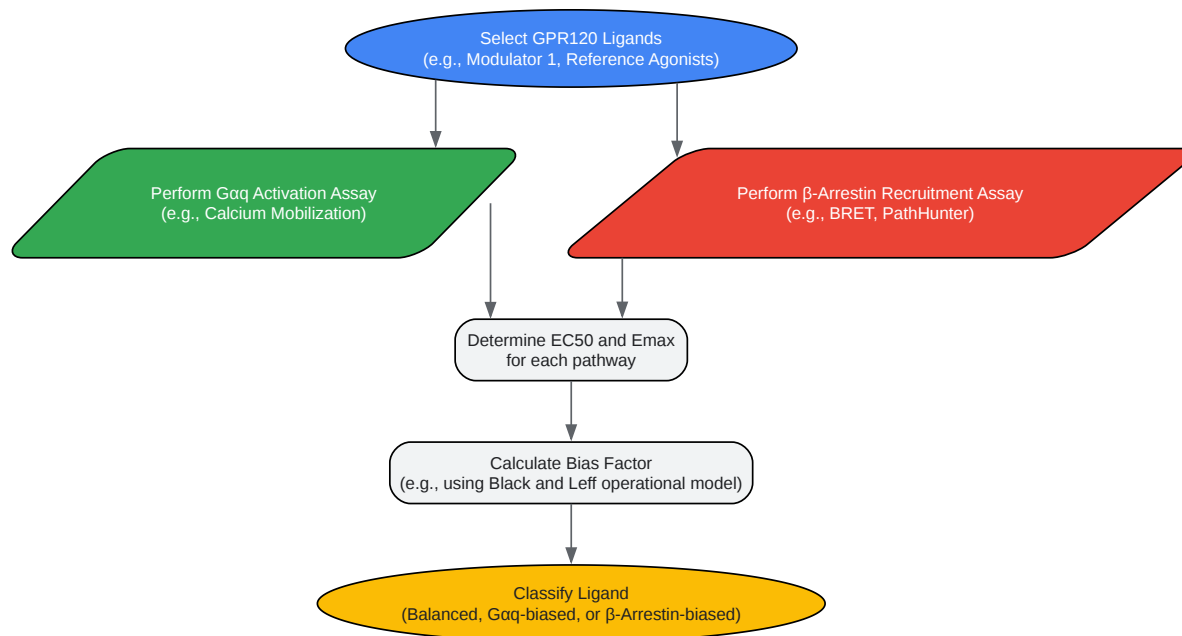 Select GPR120 Ligands
(e.g., Modulator 1, Reference Agonists)
Perform Gαq Activation Assay
(e.g., Calcium Mobilization)
Perform β-Arrestin Recruitment Assay
(e.g., BRET, PathHunter)
Determine EC50 and Emax
for each pathway
Calculate Bias Factor
(e.g., using Black and Leff operational model)
Classify Ligand
(Balanced, Gαq-biased, or β-Arrestin-biased)